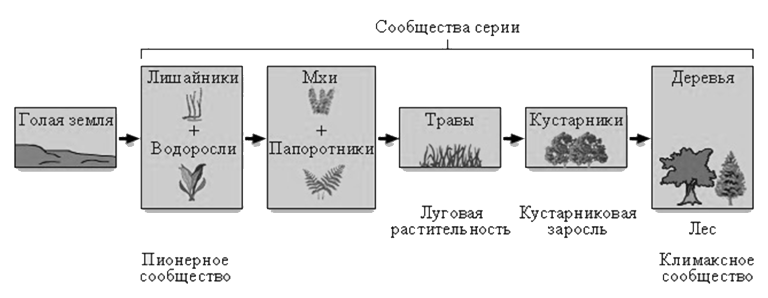 Сообщества серии
Голая земля
Лишайники
+
Водоросли
Мхи
+
Папоротники
Травы
Кустарники
Деревья
Луговая
растительность
Кустарниковая
заросль
Лес
Пионерное
сообщество
Климаксное
сообщество